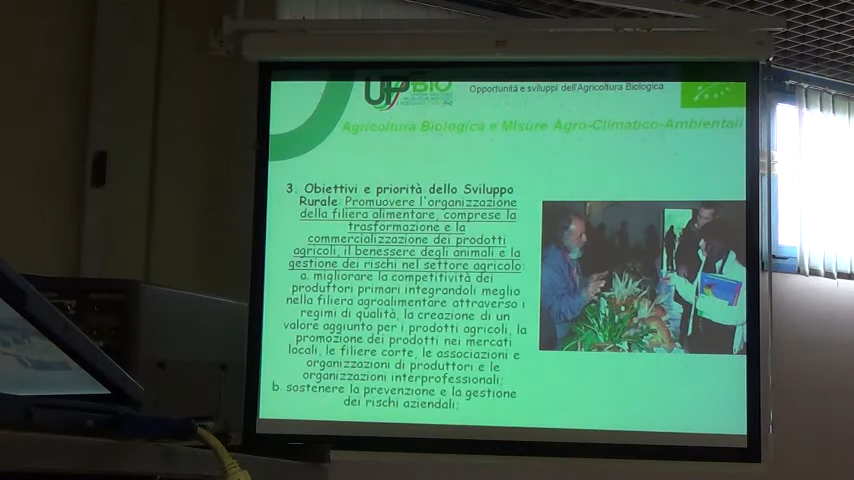 UP BIO
Opportunità e sviluppi dell'Agricoltura Biologica
Agricoltura Biologica e MIsure Agro-Climatico-Ambientali
3. Obiettivi e priorità dello Sviluppo
Rurale Promuovere l'organizzazione
della filiera alimentare, comprese la
trasformazione e la
commercializzazione dei prodotti
agricoli, il benessere degli animali e la
gestione dei rischi nel settore agricolo:
a. migliorare la competitività dei
produttori primari integrandoli meglio
nella filiera agroalimentare attraverso i
regimi di qualità, la creazione di un
valore aggiunto per i prodotti agricoli, la
promozione dei prodotti nei mercati
locali, le filiere corte, le associazioni e
organizzazioni di produttori e le
organizzazioni interprofessionali;
b. sostenere la prevenzione e la gestione
dei rischi aziendali;